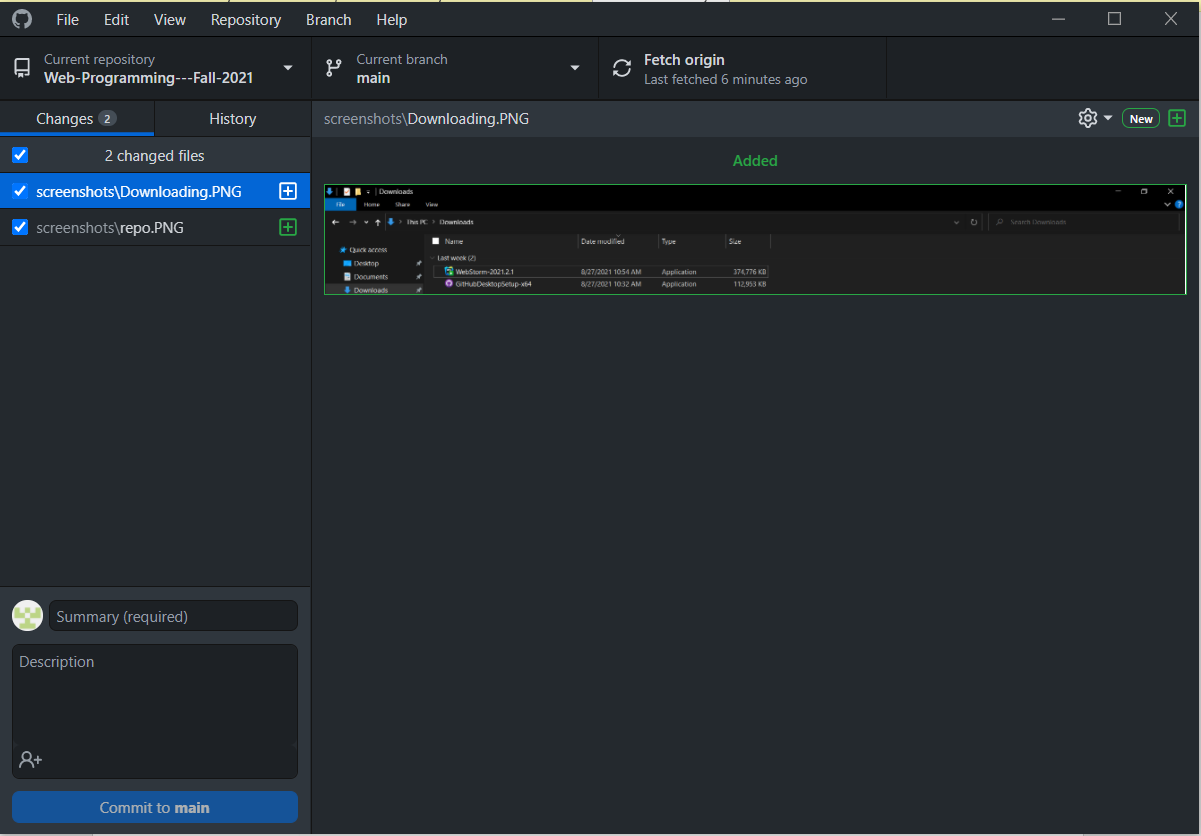 File Edit View Repository Branch Help
Current repository
Web-Programming---Fall-2021
Current branch
main
Fetch origin
Last fetched 6 minutes ago
Changes 2
History
screenshots\Downloading.PNG
New
2 changed files
screenshots\Downloading.PNG
screenshots\repo.PNG
Added
Downloads
File Home Share View
This PC > Downloads
Search Downloads
Quick access
Desktop
Documents
Downloads
Name Date modified Type Size
Last week (2)
WebStorm-2021.2.1 8/27/2021 10:54 AM Application 374,776 KB
GitHubDesktopSetup-x64 8/27/2021 10:32 AM Application 112,953 KB
Summary (required)
Description
Commit to main